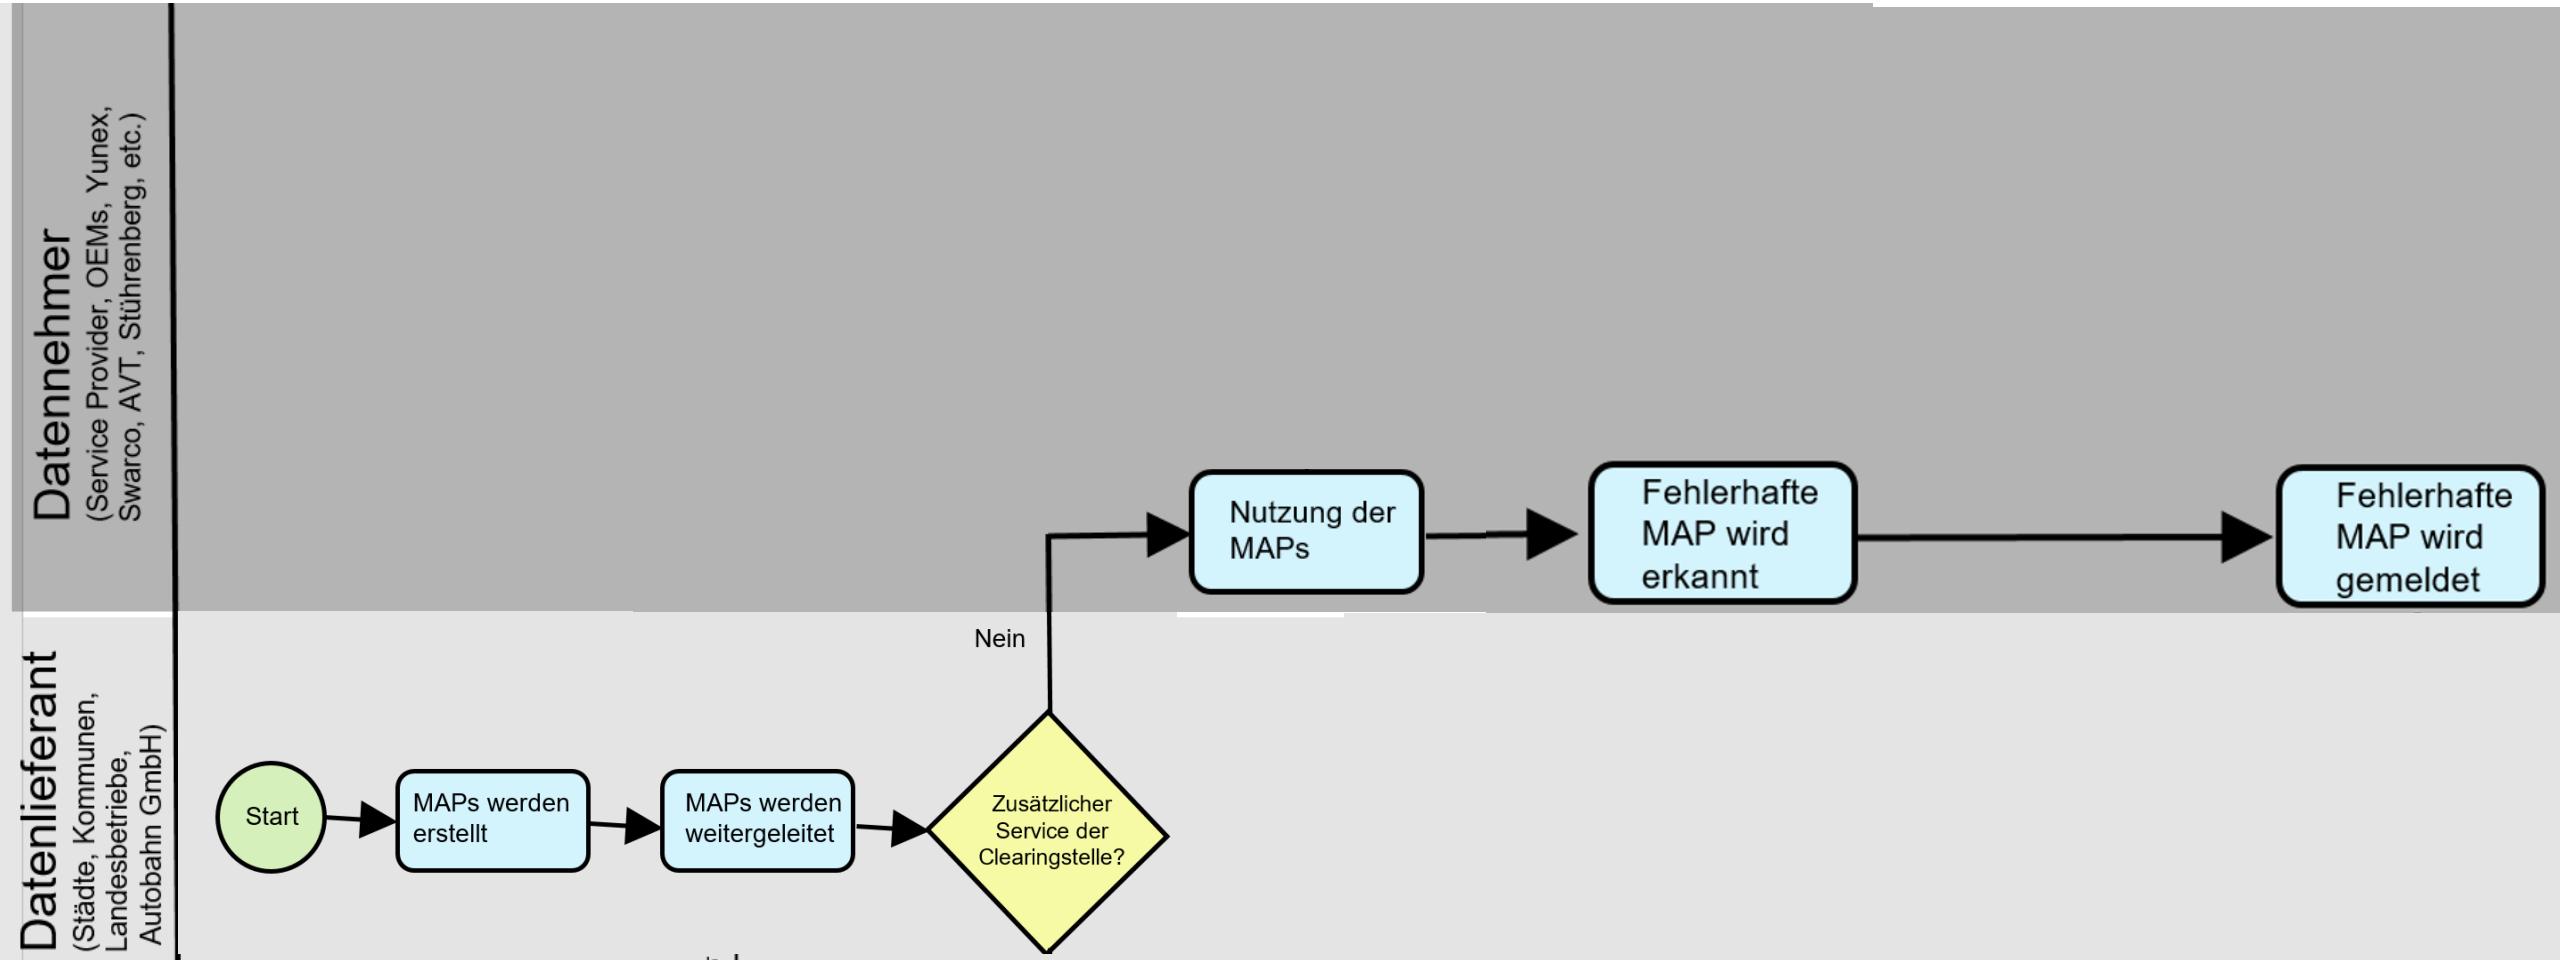 Datennehmer
(Service Provider, OEMs, Yunex,
Swarco, AVT, Stührenberg, etc.)
Nutzung der
MAPs
Fehlerhafte
MAP wird
erkannt
Fehlerhafte
MAP wird
gemeldet
Datenlieferant
(Städte, Kommunen,
Landesbetriebe,
Autobahn GmbH)
Nein
Start
MAPs werden
erstellt
MAPs werden
weitergeleitet
Zusätzlicher
Service der
Clearingstelle?